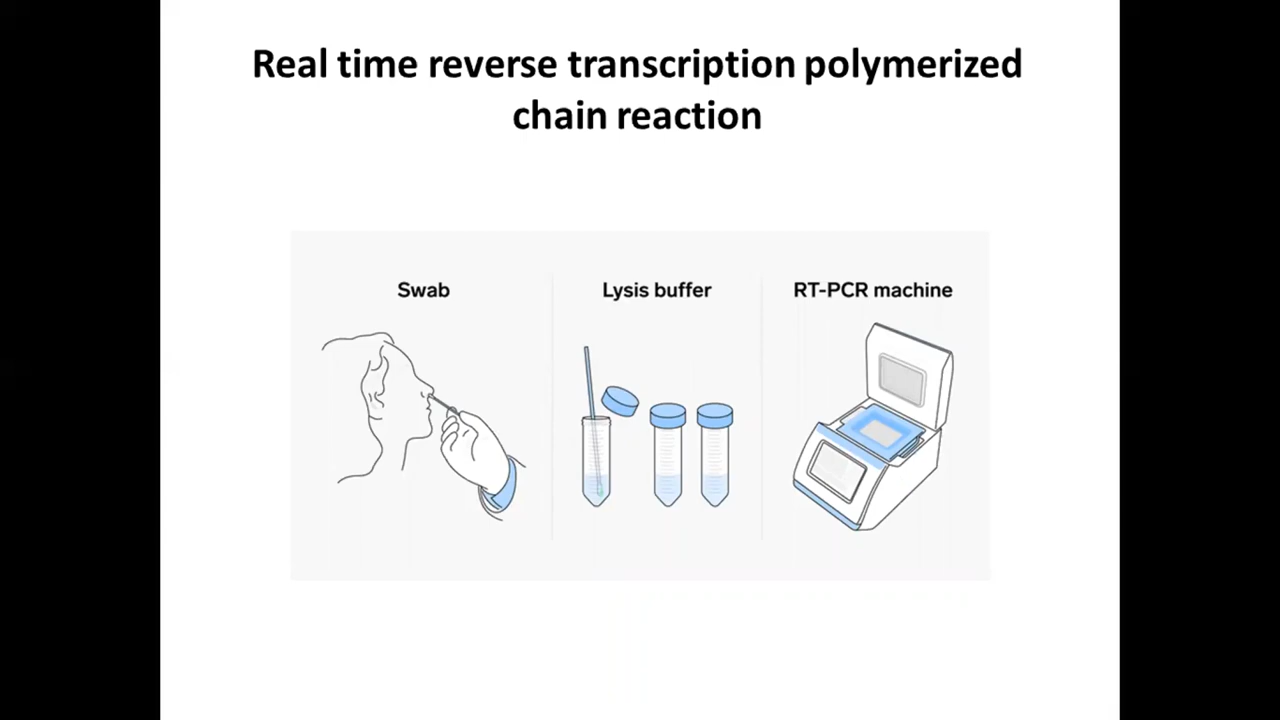 Real time reverse transcription polymerized
chain reaction
Swab
Lysis buffer
RT-PCR machine